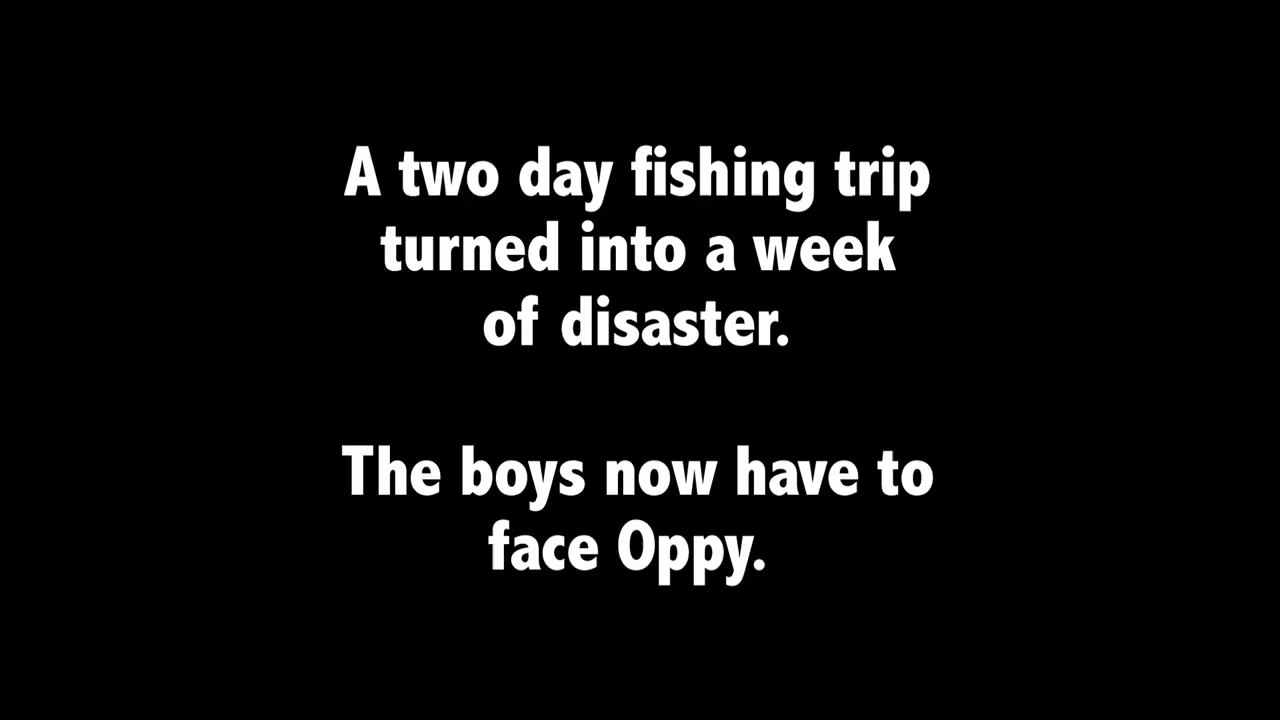 A two day fishing trip
turned into a week
of disaster.
The boys now have to
face Oppy.